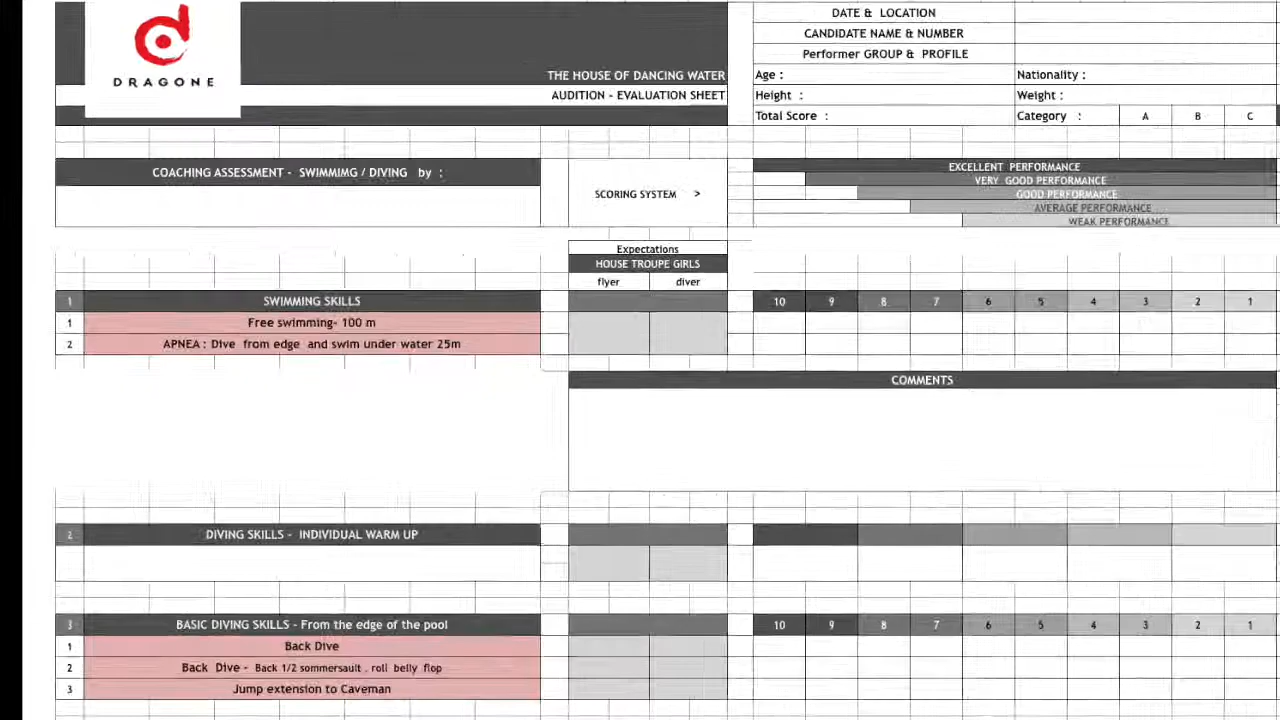 DRAGONE
THE HOUSE OF DANCING WATER
AUDITION - EVALUATION SHEET
DATE & LOCATION
CANDIDATE NAME & NUMBER
Performer GROUP & PROFILE
Age : Nationality :
Height : Weight :
Total Score : Category : A B C
COACHING ASSESSMENT - SWIMMIMG / DIVING by :
SCORING SYSTEM >
EXCELLENT PERFORMANCE
VERY GOOD PERFORMANCE
GOOD PERFORMANCE
AVERAGE PERFORMANCE
WEAK PERFORMANCE
Expectations
HOUSE TROUPE GIRLS
flyer diver
1 SWIMMING SKILLS 10 9 8 7 6 5 4 3 2 1
1 Free swimming- 100 m
2 APNEA : Dive from edge and swim under water 25m
COMMENTS
2 DIVING SKILLS - INDIVIDUAL WARM UP
3 BASIC DIVING SKILLS - From the edge of the pool 10 9 8 7 6 5 4 3 2 1
1 Back Dive
2 Back Dive - Back 1/2 sommersault . roll belly flop
3 Jump extension to Caveman